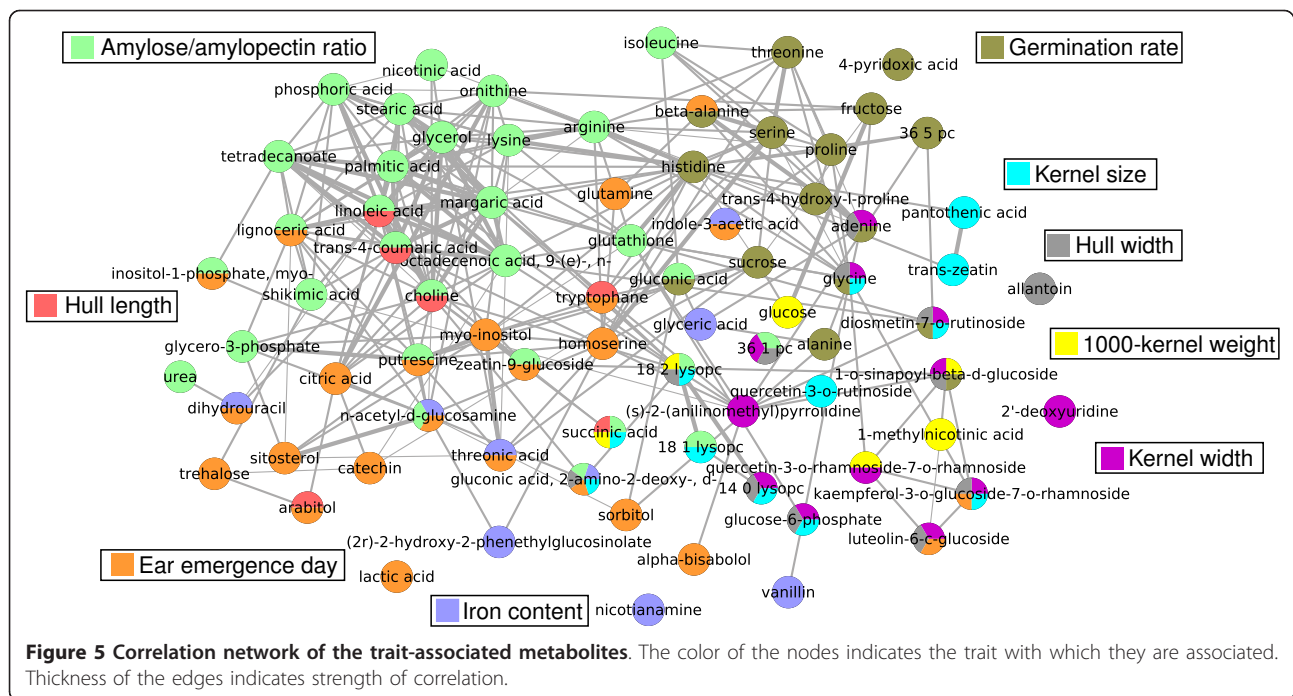 Amylose/amylopectin ratio
isoleucine
threonine
Germination rate
nicotinic acid
4-pyridoxic acid
phosphoric acid
ornithine
stearic acid
beta-alanine
fructose
glycerol
lysine
arginine
serine
36 5 pc
tetradecanoate
palmitic acid
histidine
proline
Kernel size
linoleic acid
margaric acid
glutamine
trans-4-hydroxy-l-proline
pantothenic acid
lignoceric acid
indole-3-acetic acid
adenine
trans-4-coumaric acid
glutathione
Hull width
octadecenoic acid, 9-(e)-, n-
sucrose
inositol-1-phosphate, myo-
gluconic acid
glycine
trans-zeatin
shikimic acid
choline
tryptophane
allantoin
Hull length
glucose
glyceric acid
diosmetin-7-o-rutinoside
myo-inositol
homoserine
alanine
1000-kernel weight
glycero-3-phosphate
putrescine
zeatin-9-glucoside
36 1 pc
18 2 lysopc
1-o-sinapoyl-beta-d-glucoside
urea
citric acid
quercetin-3-o-rutinoside
dihydrouracil
n-acetyl-d-glucosamine
(s)-2-(anilinomethyl)pyrrolidine
2'-deoxyuridine
succinic acid
1-methylnicotinic acid
18 1 lysopc
sitosterol
threonic acid
Kernel width
trehalose
catechin
quercetin-3-o-rhamnoside-7-o-rhamnoside
gluconic acid, 2-amino-2-deoxy-, d-
14 0 lysopc
kaempferol-3-o-glucoside-7-o-rhamnoside
arabitol
sorbitol
glucose-6-phosphate
luteolin-6-c-glucoside
(2r)-2-hydroxy-2-phenethylglucosinolate
Ear emergence day
alpha-bisabolol
lactic acid
vanillin
Iron content
nicotianamine
Figure 5 Correlation network of the trait-associated metabolites. The color of the nodes indicates the trait with which they are associated.
Thickness of the edges indicates strength of correlation.